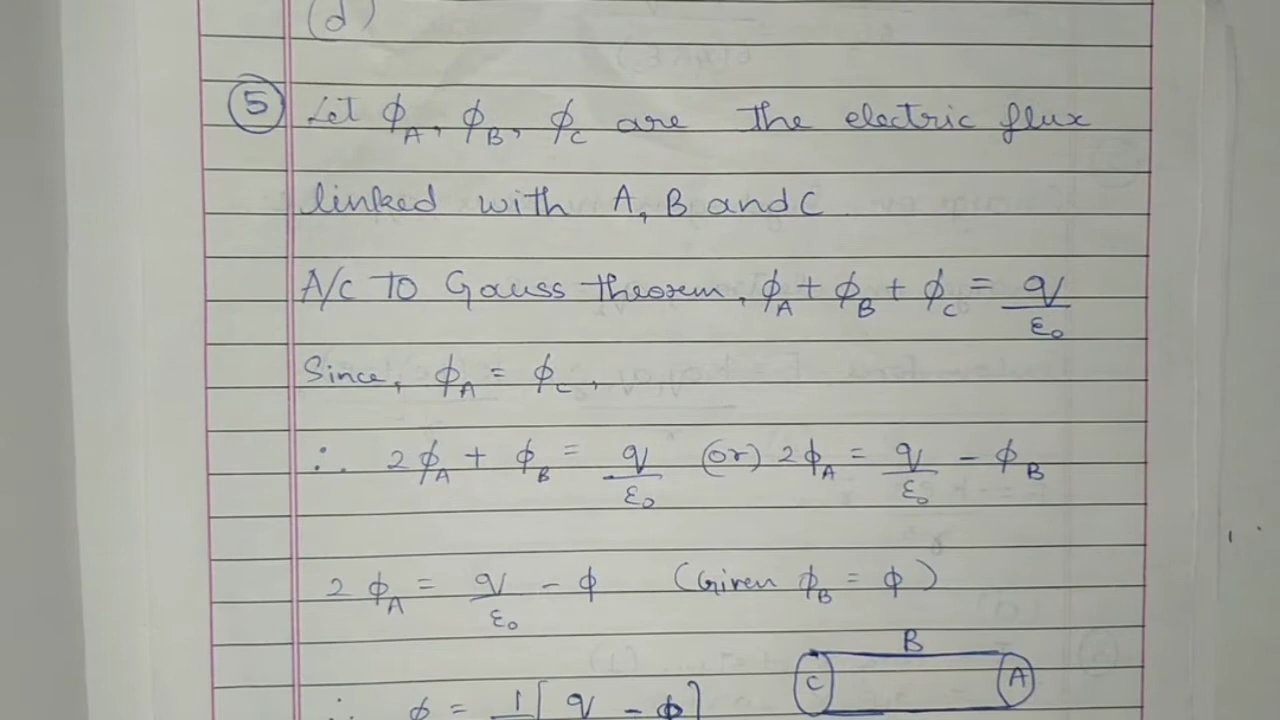 (d)
5 Let ϕA, ϕB, ϕC are the electric flux
linked with A, B and C.
A/c To Gauss theorem, ϕA + ϕB + ϕC = q/ε₀
Since, ϕA = ϕC,
∴ 2ϕA + ϕB = q/ε₀ (or) 2ϕA = q/ε₀ - ϕB
2ϕA = q/ε₀ - ϕ (Given ϕB = ϕ)
B
C A
∴ ϕ = 1 [ q - ϕ ]